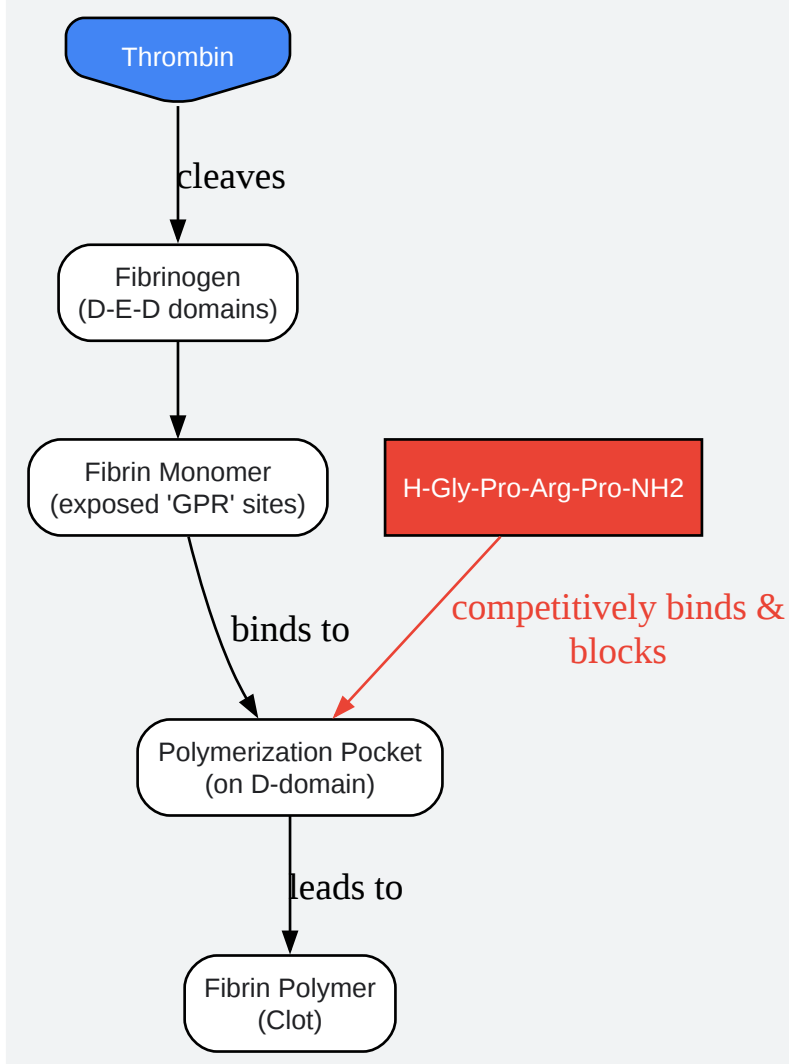 Thrombin
cleaves
Fibrinogen
(D-E-D domains)
Fibrin Monomer
(exposed 'GPR' sites)
H-Gly-Pro-Arg-Pro-NH2
binds to
competitively binds &
blocks
Polymerization Pocket
(on D-domain)
leads to
Fibrin Polymer
(Clot)